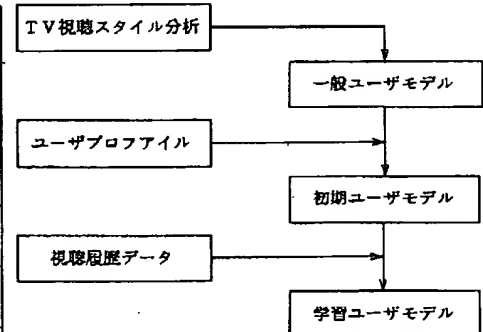 TV視聴スタイル分析
一般ユーザモデル
ユーザプロファイル
初期ユーザモデル
視聴履歴データ
学習ユーザモデル